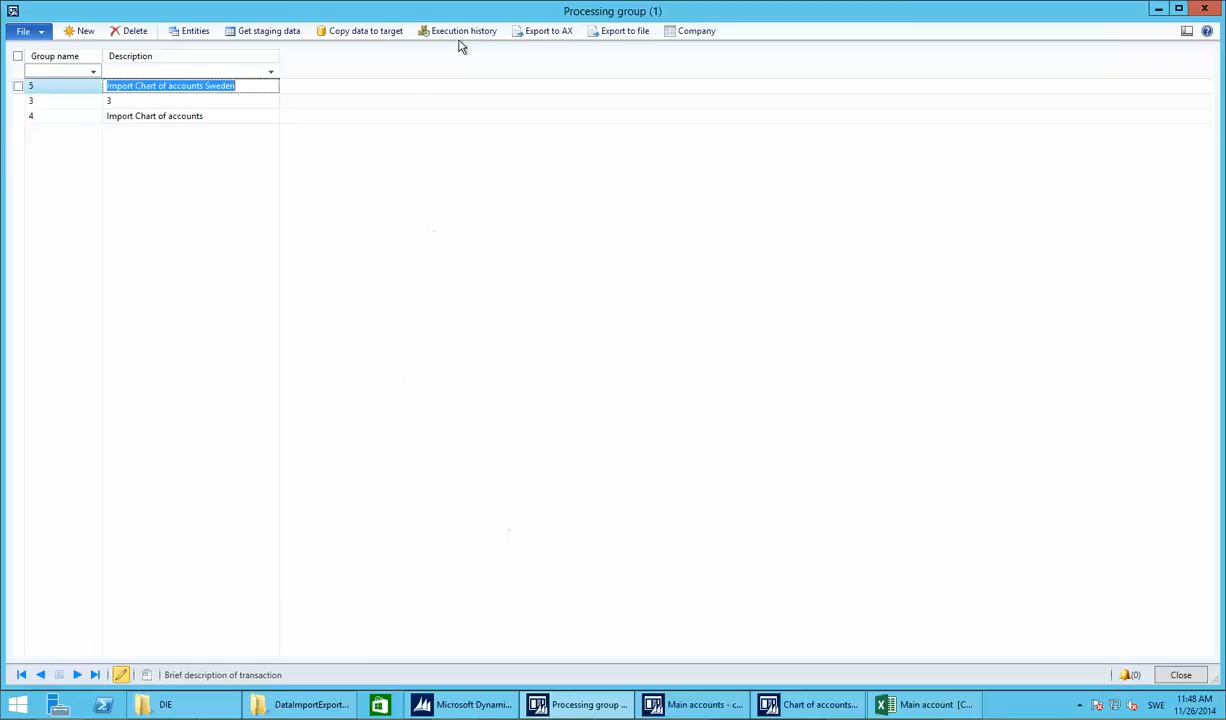 Processing group (1)
File New Delete Entities Get staging data Copy data to target Execution history Export to AX Export to file Company
Group name Description
5 Import Chart of accounts Sweden
3 3
4 Import Chart of accounts
Brief description of transaction (0) Close
DIE DataImportExport... Microsoft Dynami... Processing group ... Main accounts - c... Chart of accounts... Main account [C... SWE 11:48 AM
11/26/2014